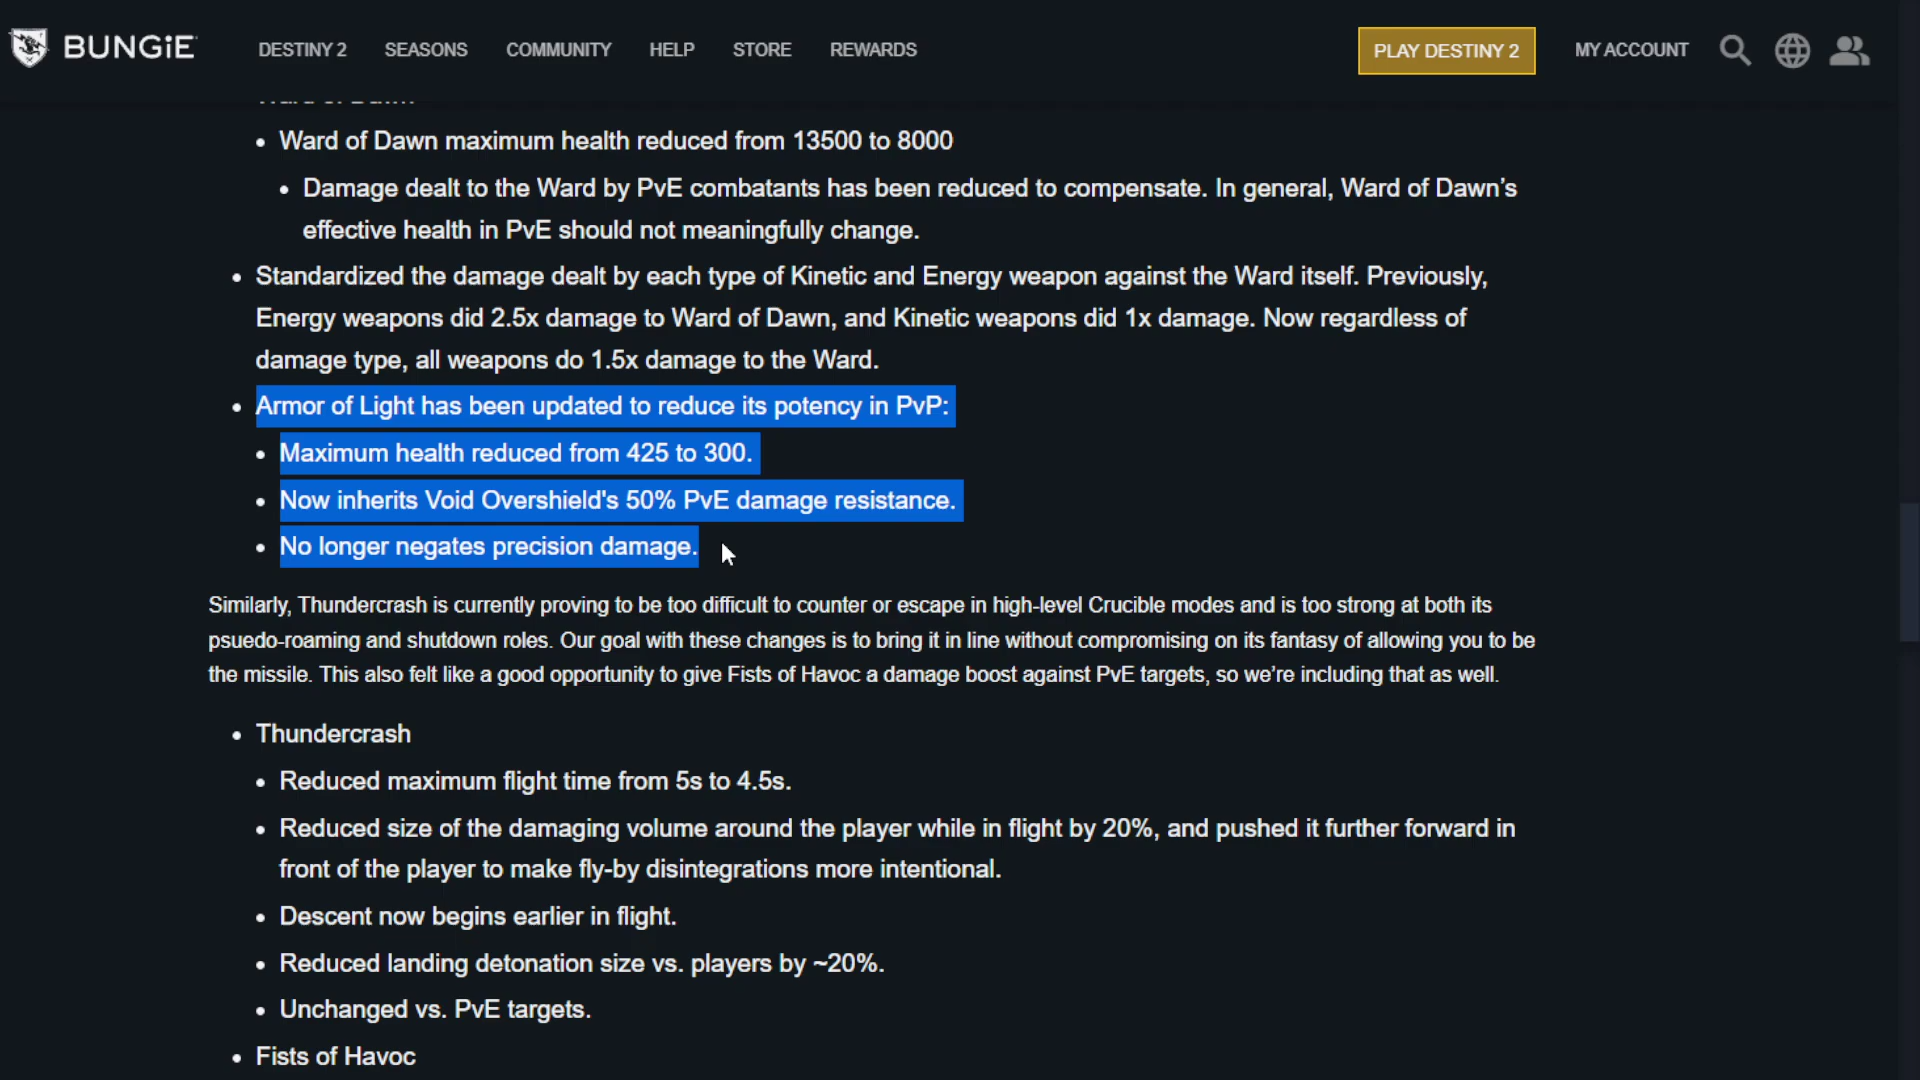 BUNGiE
DESTINY 2 SEASONS COMMUNITY HELP STORE REWARDS PLAY DESTINY 2 MY ACCOUNT
• Ward of Dawn maximum health reduced from 13500 to 8000
• Damage dealt to the Ward by PvE combatants has been reduced to compensate. In general, Ward of Dawn’s
effective health in PvE should not meaningfully change.
• Standardized the damage dealt by each type of Kinetic and Energy weapon against the Ward itself. Previously,
Energy weapons did 2.5x damage to Ward of Dawn, and Kinetic weapons did 1x damage. Now regardless of
damage type, all weapons do 1.5x damage to the Ward.
• Armor of Light has been updated to reduce its potency in PvP:
• Maximum health reduced from 425 to 300.
• Now inherits Void Overshield's 50% PvE damage resistance.
• No longer negates precision damage.
Similarly, Thundercrash is currently proving to be too difficult to counter or escape in high-level Crucible modes and is too strong at both its
psuedo-roaming and shutdown roles. Our goal with these changes is to bring it in line without compromising on its fantasy of allowing you to be
the missile. This also felt like a good opportunity to give Fists of Havoc a damage boost against PvE targets, so we’re including that as well.
• Thundercrash
• Reduced maximum flight time from 5s to 4.5s.
• Reduced size of the damaging volume around the player while in flight by 20%, and pushed it further forward in
front of the player to make fly-by disintegrations more intentional.
• Descent now begins earlier in flight.
• Reduced landing detonation size vs. players by ~20%.
• Unchanged vs. PvE targets.
• Fists of Havoc